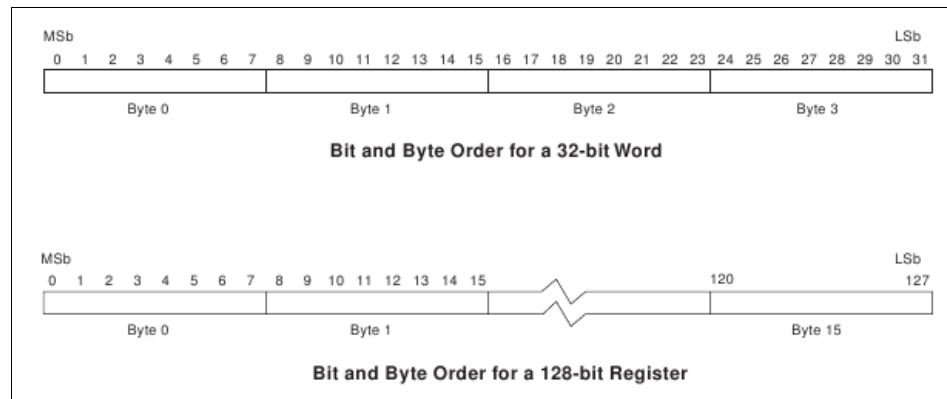 MSb LSb
0 1 2 3 4 5 6 7 8 9 10 11 12 13 14 15 16 17 18 19 20 21 22 23 24 25 26 27 28 29 30 31
Byte 0 Byte 1 Byte 2 Byte 3
Bit and Byte Order for a 32-bit Word
MSb LSb
0 1 2 3 4 5 6 7 8 9 10 11 12 13 14 15 120 127
Byte 0 Byte 1 Byte 15
Bit and Byte Order for a 128-bit Register